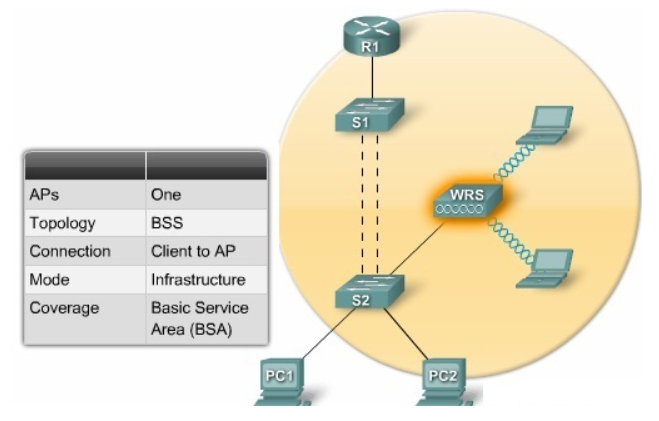 R1
S1
APs One
WRS
Topology BSS
Connection Client to AP
Mode Infrastructure
S2
Coverage Basic Service
Area (BSA)
PC1 PC2